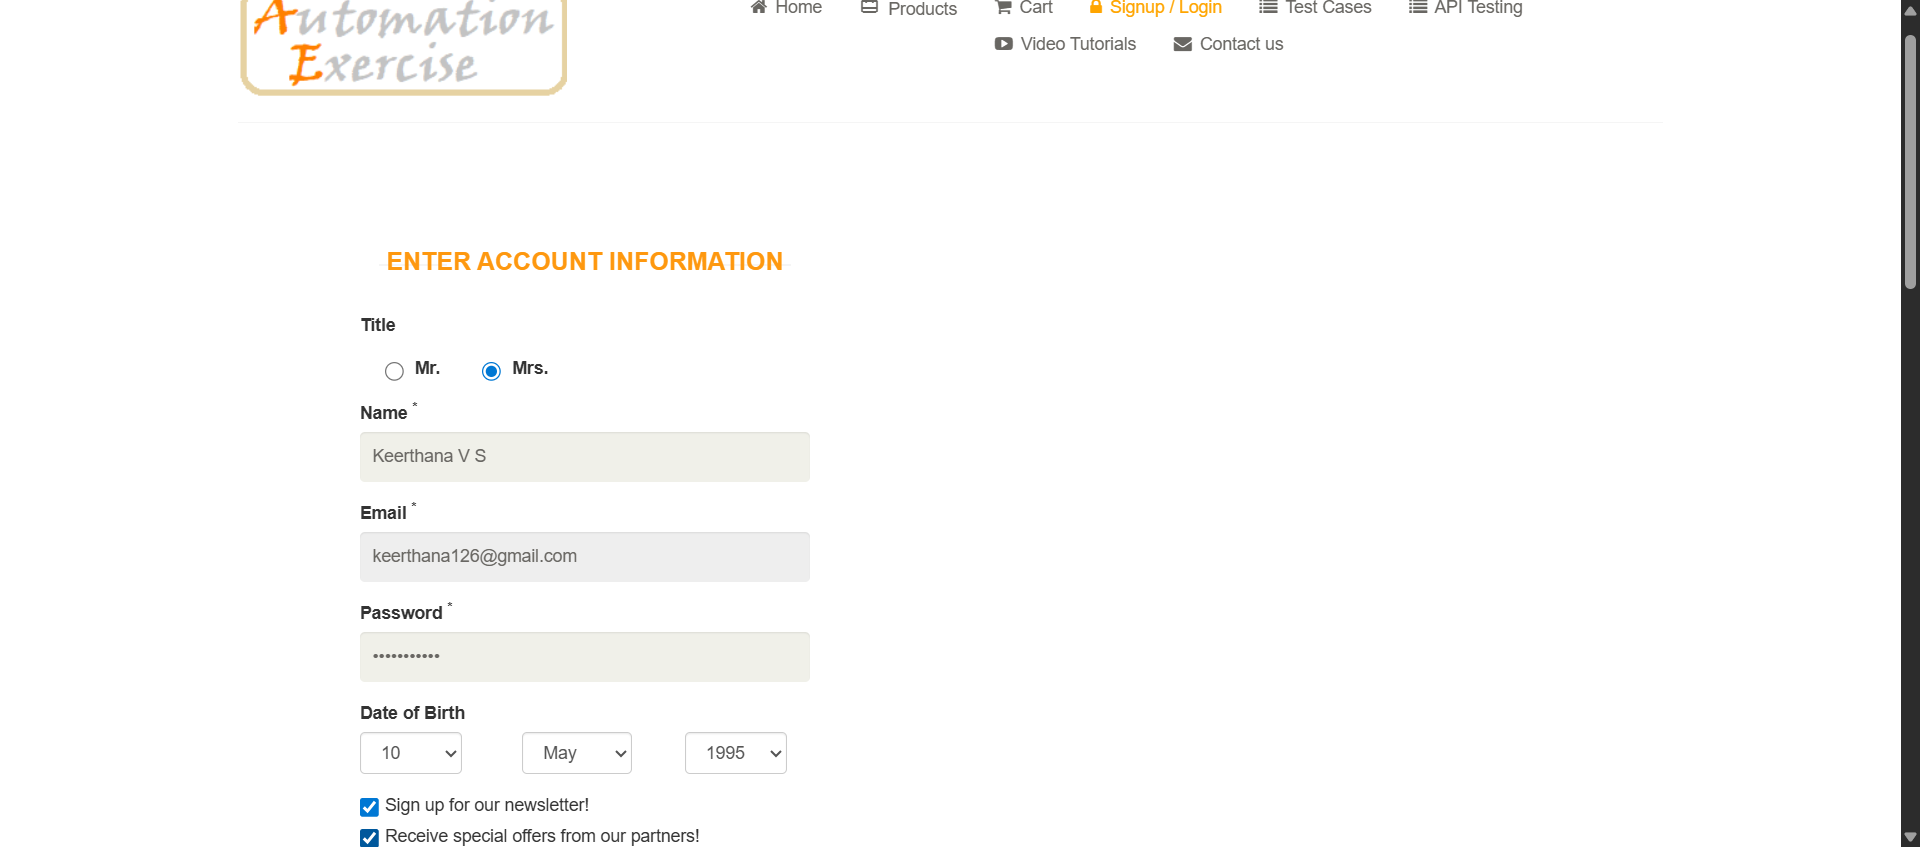 Automation
Exercise
Home Products Cart Signup / Login Test Cases API Testing
Video Tutorials Contact us
ENTER ACCOUNT INFORMATION
Title
Mr. Mrs.
Name *
Keerthana V S
Email *
keerthana126@gmail.com
Password *
•••••••••••
Date of Birth
10 May 1995
Sign up for our newsletter!
Receive special offers from our partners!